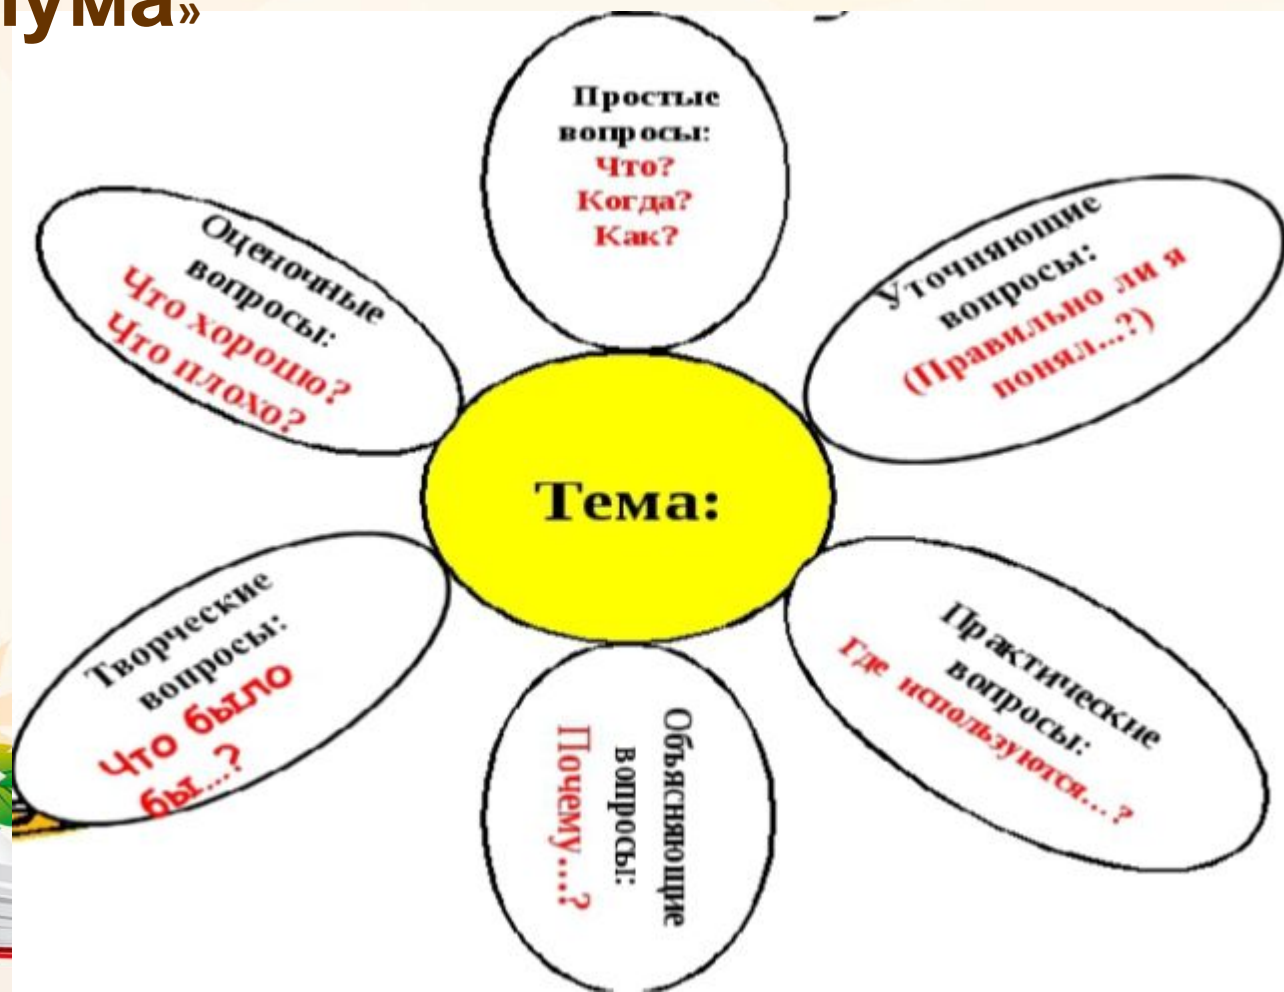 Простые
вопросы:
Что?
Когда?
Как?
Уточняющие
вопросы:
(Правильно ли я
понял...?)
Практические
вопросы:
Где используются...?
Объясняющие
вопросы:
Почему....?
Творческие
вопросы:
Что было
бы...?
Оценочные
вопросы:
Что хорошо?
Что плохо?
Тема: